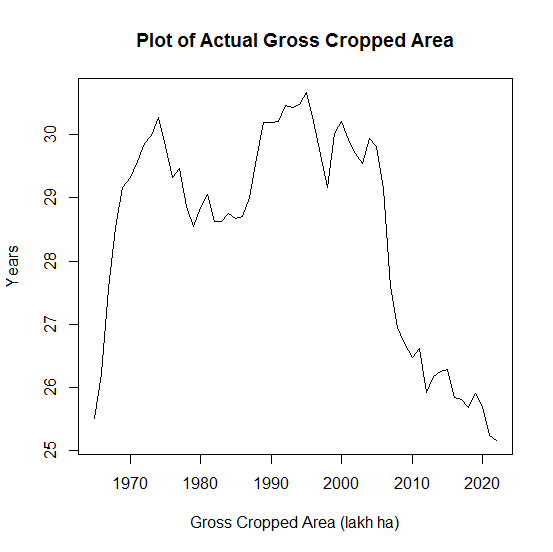 Plot of Actual Gross Cropped Area
Years
30
29
28
27
26
25
1970 1980 1990 2000 2010 2020
Gross Cropped Area (lakh ha)